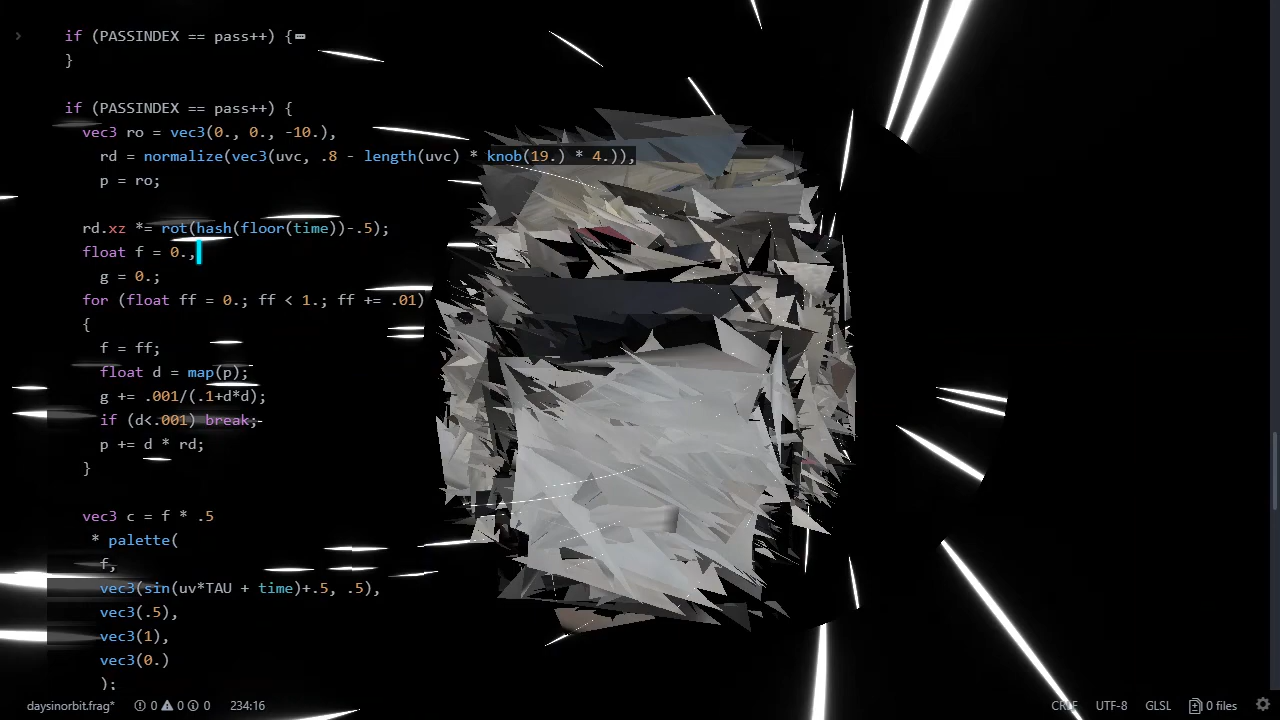 if (PASSINDEX == pass++) {
}
if (PASSINDEX == pass++) {
vec3 ro = vec3(0., 0., -10.),
rd = normalize(vec3(uvc, .8 - length(uvc) * knob(19.) * 4.)),
p = ro;
rd.xz *= rot(hash(floor(time))-.5);
float f = 0.,
g = 0.;
for (float ff = 0.; ff < 1.; ff += .01)
{
f = ff;
float d = map(p);
g += .001/(.1+d*d);
if (d<.001) break;
p += d * rd;
}
vec3 c = f * .5
* palette(
f,
vec3(sin(uv*TAU + time)+.5, .5),
vec3(.5),
vec3(1),
vec3(0.)
);
daysinorbit.frag* 0 0 0 234:16 CRLF UTF-8 GLSL 0 files